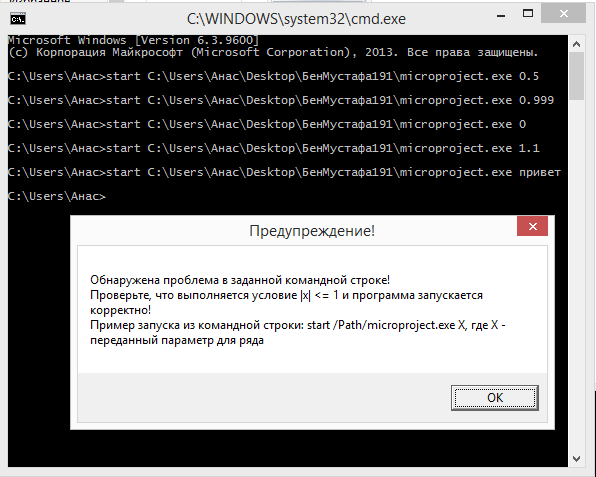 C:\WINDOWS\system32\cmd.exe
Microsoft Windows [Version 6.3.9600]
(c) Корпорация Майкрософт (Microsoft Corporation), 2013. Все права защищены.
C:\Users\Анас>start C:\Users\Анас\Desktop\БенМустафа191\microproject.exe 0.5
C:\Users\Анас>start C:\Users\Анас\Desktop\БенМустафа191\microproject.exe 0.999
C:\Users\Анас>start C:\Users\Анас\Desktop\БенМустафа191\microproject.exe 0
C:\Users\Анас>start C:\Users\Анас\Desktop\БенМустафа191\microproject.exe 1.1
C:\Users\Анас>start C:\Users\Анас\Desktop\БенМустафа191\microproject.exe привет
C:\Users\Анас>
Предупреждение!
Обнаружена проблема в заданной командной строке!
Проверьте, что выполняется условие |x| <= 1 и программа запускается
корректно!
Пример запуска из командной строки: start /Path/microproject.exe X, где X -
переданный параметр для ряда
OK